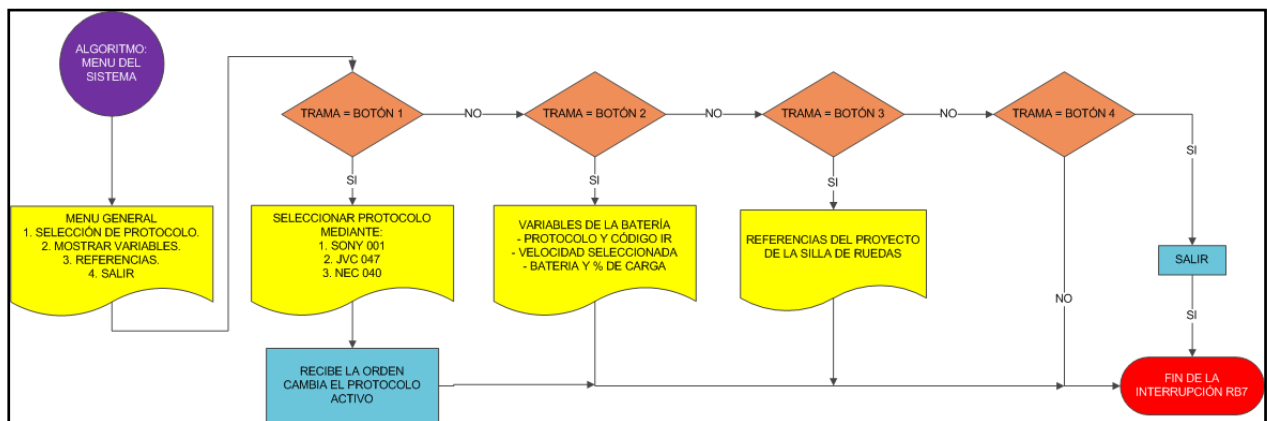 ALGORITMO:
MENU DEL
SISTEMA
MENU GENERAL
1. SELECCIÓN DE PROTOCOLO.
2. MOSTRAR VARIABLES.
3. REFERENCIAS.
4. SALIR
TRAMA = BOTÓN 1
NO
SI
SELECCIONAR PROTOCOLO
MEDIANTE:
1. SONY 001
2. JVC 047
3. NEC 040
RECIBE LA ORDEN
CAMBIA EL PROTOCOLO
ACTIVO
TRAMA = BOTÓN 2
NO
SI
VARIABLES DE LA BATERÍA
- PROTOCOLO Y CÓDIGO IR
- VELOCIDAD SELECCIONADA
- BATERIA Y % DE CARGA
TRAMA = BOTÓN 3
NO
SI
REFERENCIAS DEL PROYECTO
DE LA SILLA DE RUEDAS
TRAMA = BOTÓN 4
NO
SI
SALIR
SI
FIN DE LA
INTERRUPCIÓN RB7